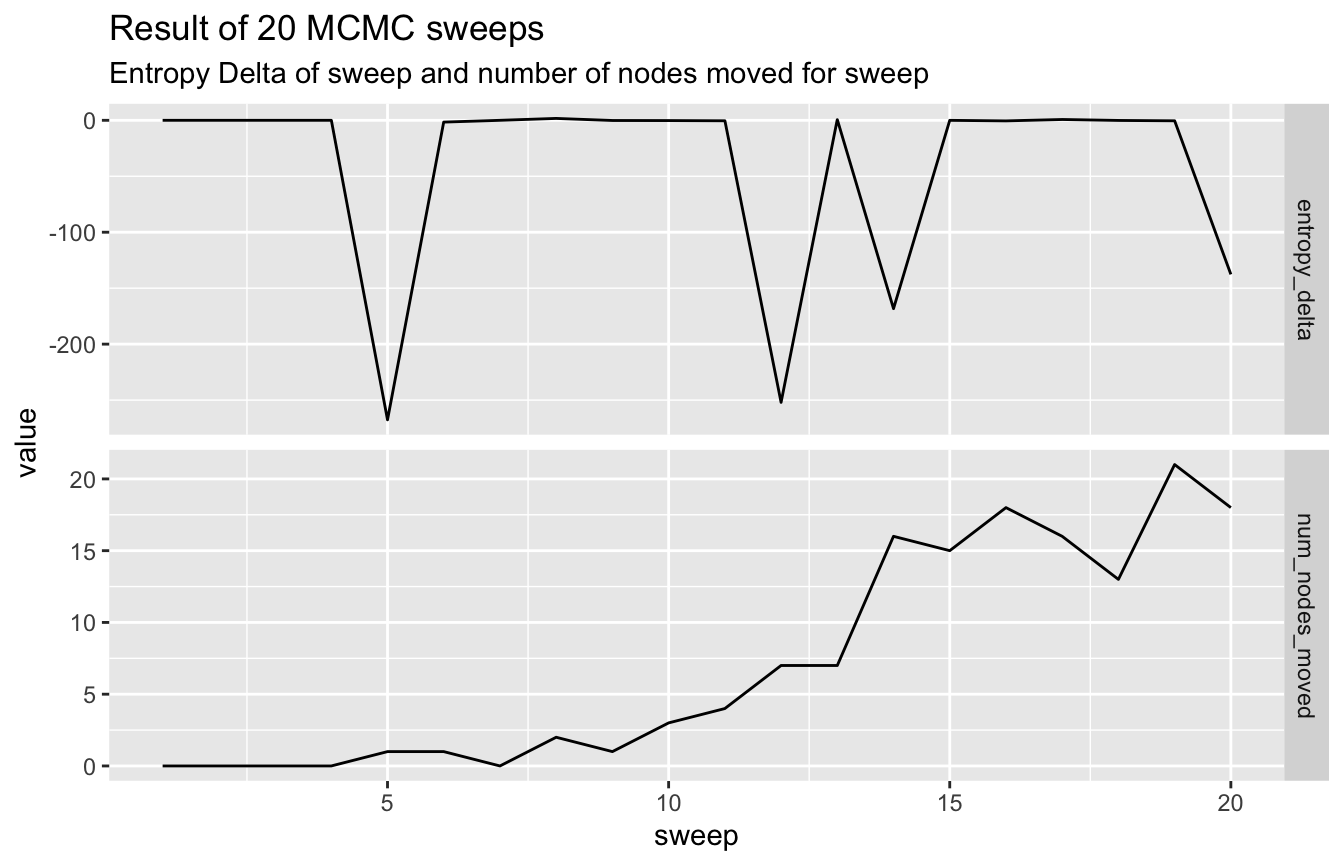 Result of 20 MCMC sweeps
Entropy Delta of sweep and number of nodes moved for sweep
0
-100
-200
entropy_delta
value
20
15
10
5
0
num_nodes_moved
5
10
15
20
sweep